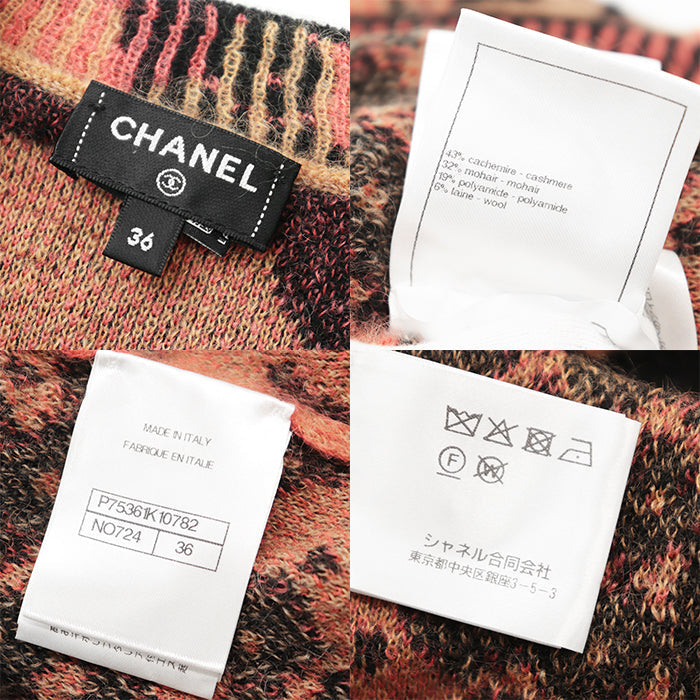 CHANEL
36
43% cachemire - cashmere
32% mohair - mohair
19% polyamide - polyamide
6% laine - wool
MADE IN ITALY
FABRIQUE EN ITALIE
P75361K10782
NO724 36
F W
シャネル合同会社
東京都中央区銀座3-5-3